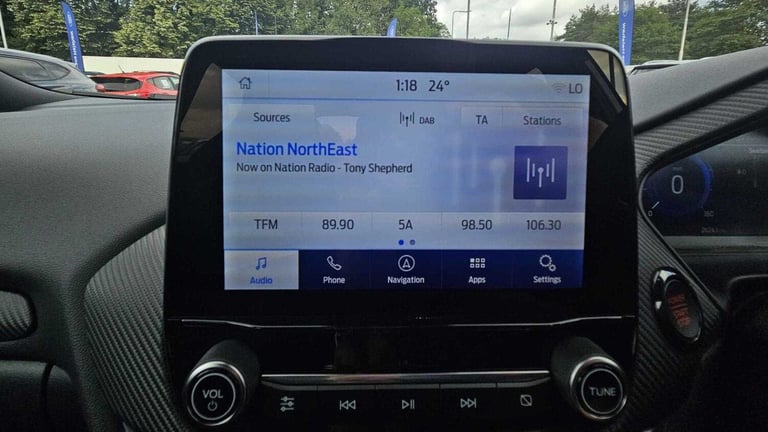 1:18 24° LO
Sources DAB TA Stations
Nation NorthEast
Now on Nation Radio - Tony Shepherd
TFM 89.90 5A 98.50 106.30
Audio Phone Navigation Apps Settings
0
POWER
VOL
TUNE